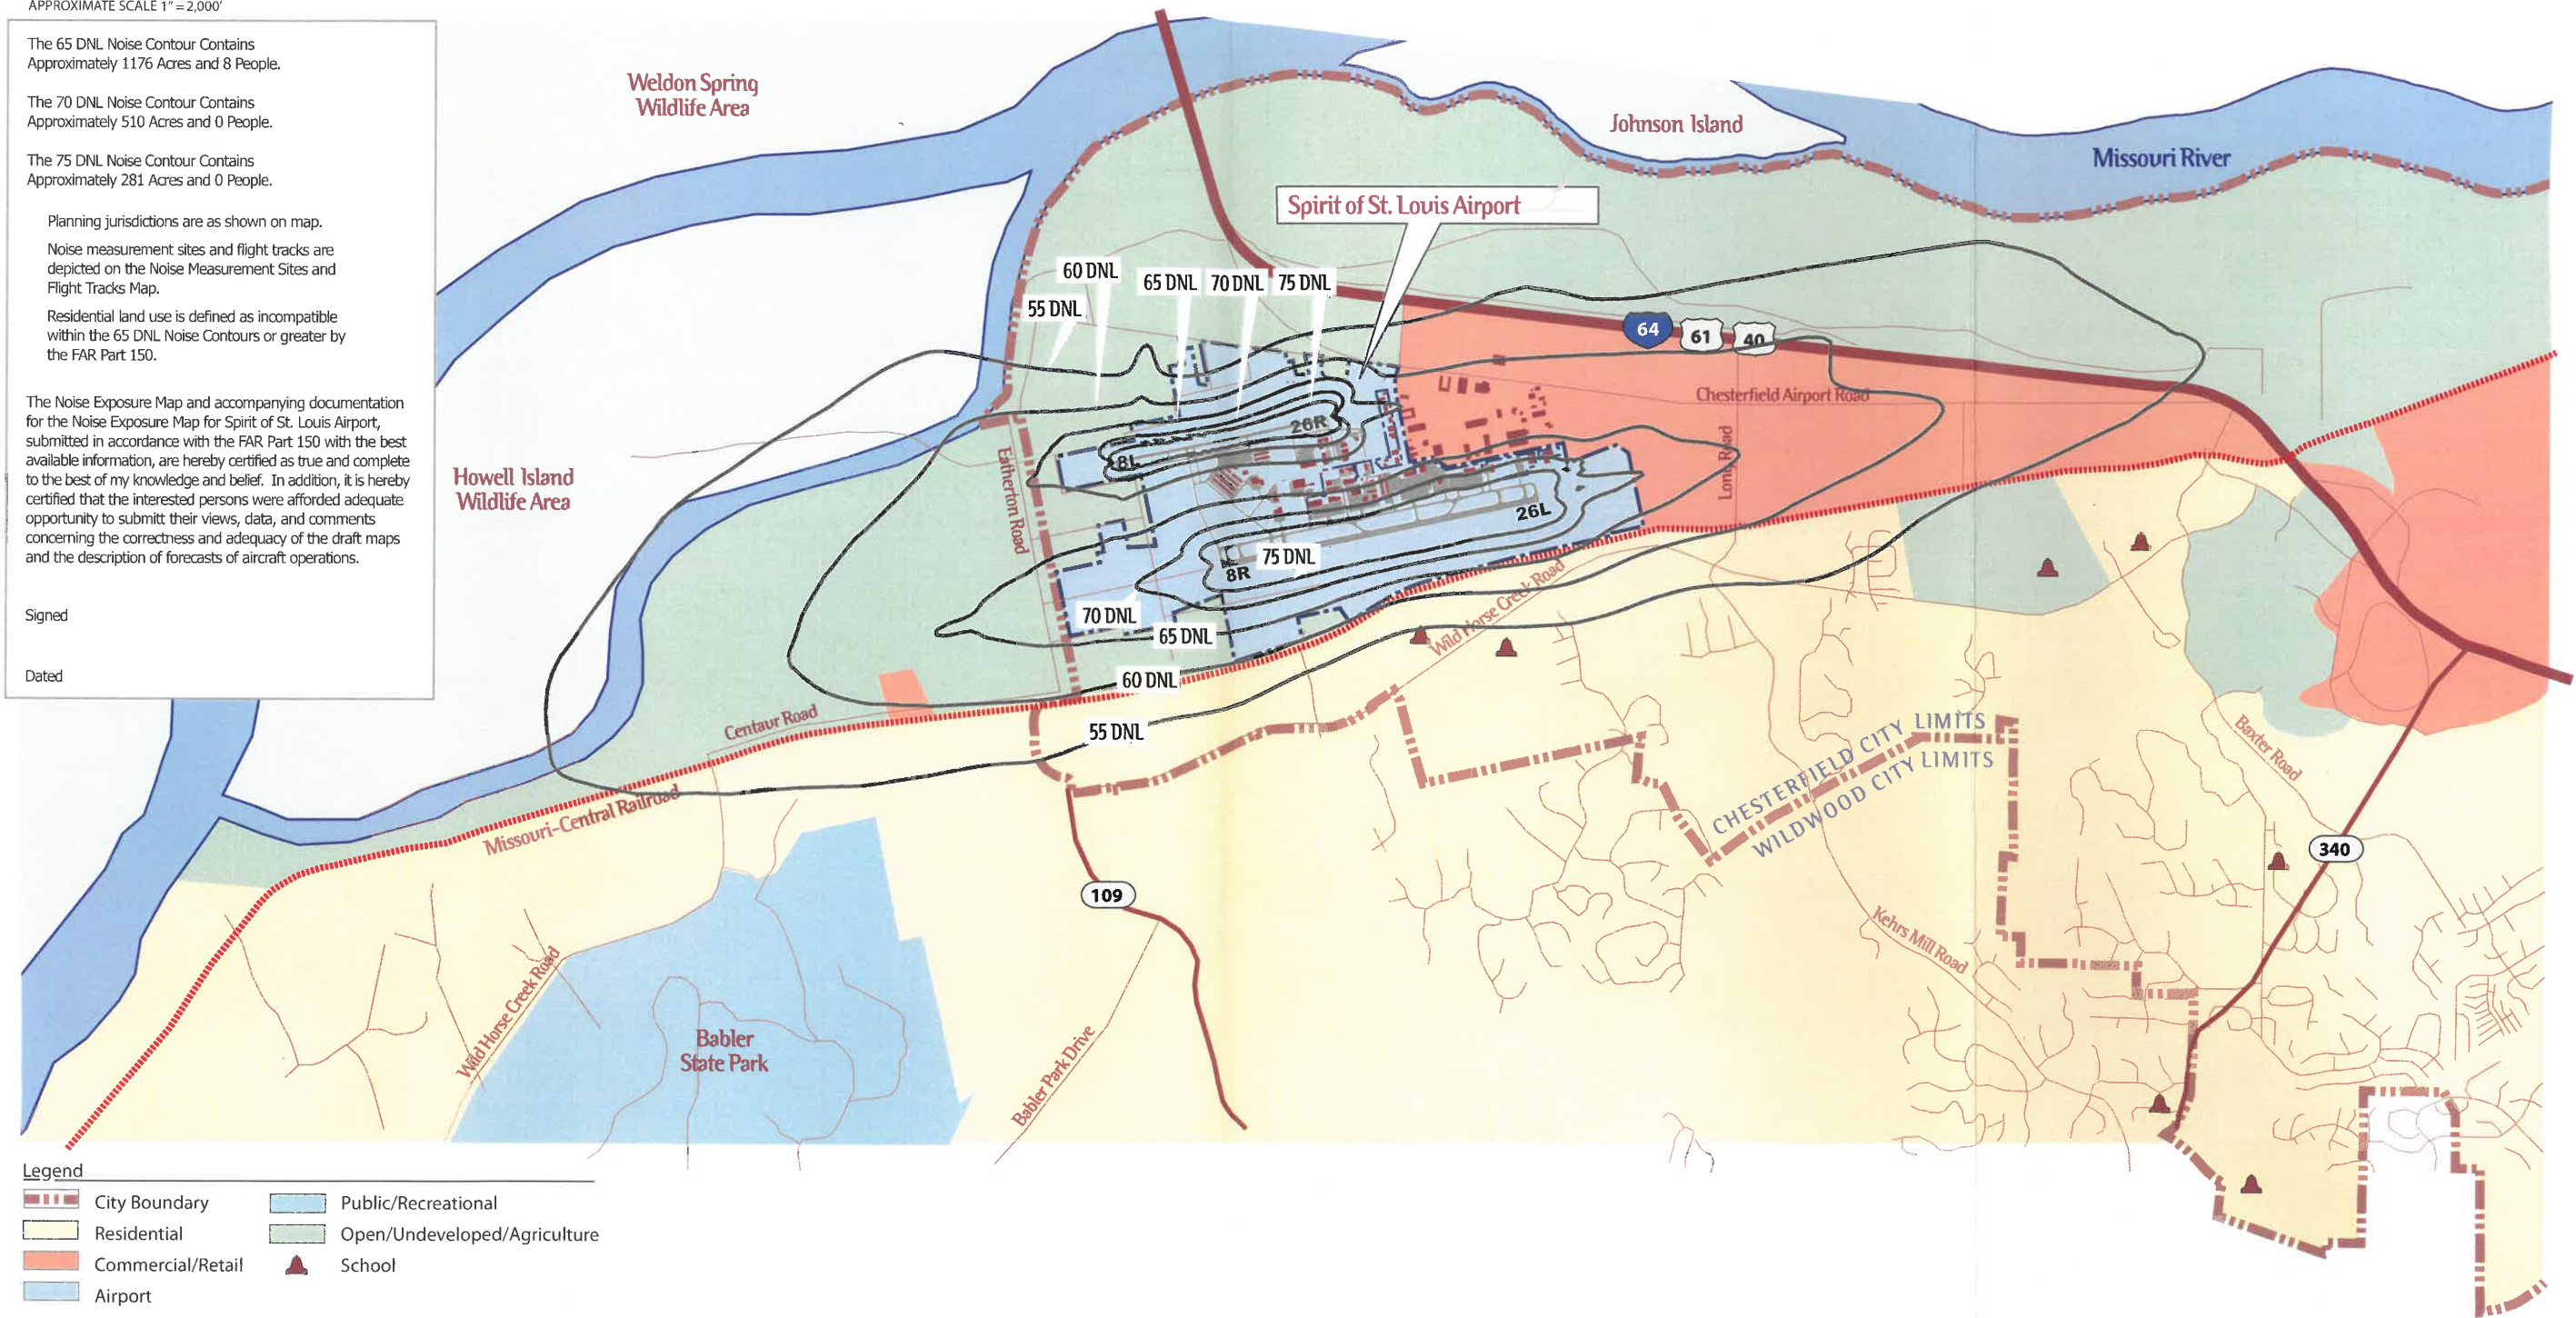 APPROXIMATE SCALE 1" = 2,000'
The 65 DNL Noise Contour Contains
Approximately 1176 Acres and 8 People.
The 70 DNL Noise Contour Contains
Approximately 510 Acres and 0 People.
The 75 DNL Noise Contour Contains
Approximately 281 Acres and 0 People.
Planning jurisdictions are as shown on map.
Noise measurement sites and flight tracks are
depicted on the Noise Measurement Sites and
Flight Tracks Map.
Residential land use is defined as incompatible
within the 65 DNL Noise Contours or greater by
the FAR Part 150.
The Noise Exposure Map and accompanying documentation
for the Noise Exposure Map for Spirit of St. Louis Airport,
submitted in accordance with the FAR Part 150 with the best
available information, are hereby certified as true and complete
to the best of my knowledge and belief. In addition, it is hereby
certified that the interested persons were afforded adequate
opportunity to submitt their views, data, and comments
concerning the correctness and adequacy of the draft maps
and the description of forecasts of aircraft operations.
Signed
Dated
Weldon Spring
Wildlife Area
Johnson Island
Missouri River
Spirit of St. Louis Airport
60 DNL
65 DNL
70 DNL
75 DNL
55 DNL
64
61
40
Chesterfield Airport Road
Long Road
Howell Island
Wildlife Area
Eatherton Road
26R
8L
26L
75 DNL
8R
70 DNL
65 DNL
60 DNL
55 DNL
Wild Horse Creek Road
Centaur Road
Missouri-Central Railroad
CHESTERFIELD CITY LIMITS
WILDWOOD CITY LIMITS
Baxter Road
340
109
Kehrs Mill Road
Wild Horse Creek Road
Babler
State Park
Babler Park Drive
Legend
City Boundary
Residential
Commercial/Retail
Airport
Public/Recreational
Open/Undeveloped/Agriculture
School